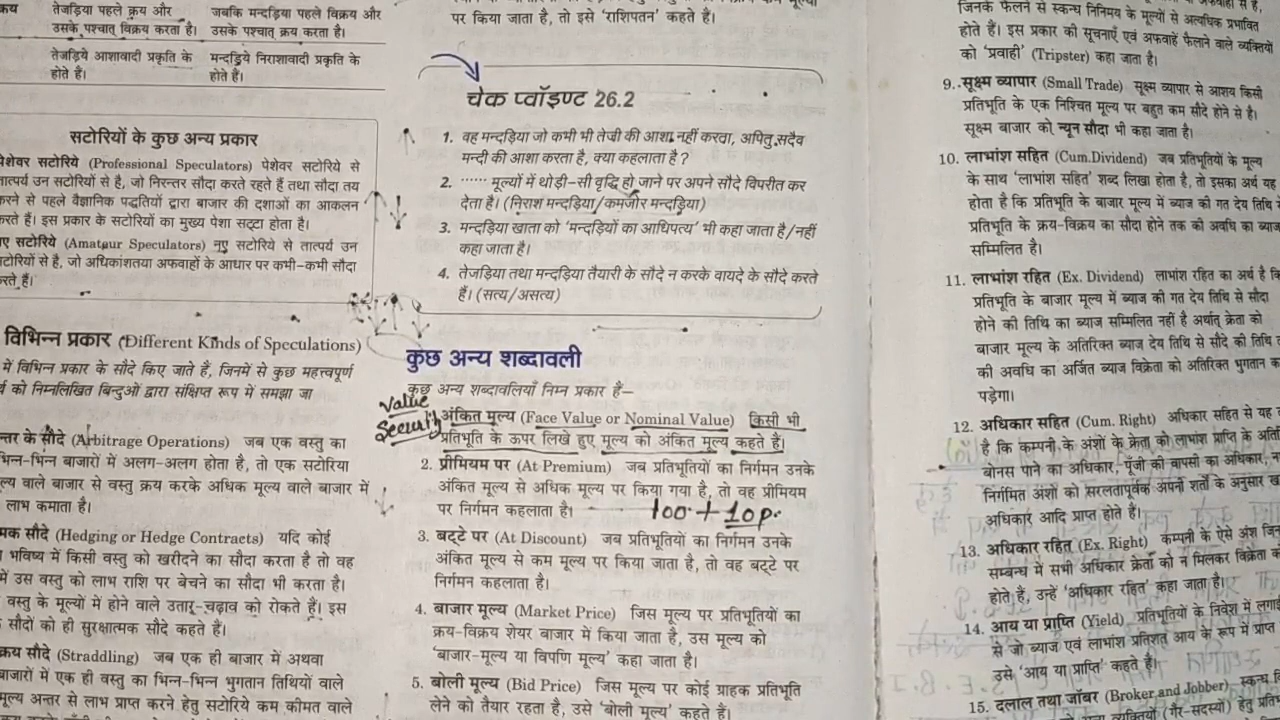 क्रय
तेजड़िया पहले क्रय और
उसके पश्चात् विक्रय करता है।
जबकि मन्दड़िया पहले विक्रय और
उसके पश्चात् क्रय करता है।
तेजड़िये आशावादी प्रकृति के
होते हैं।
मन्दड़िये निराशावादी प्रकृति के
होते हैं।
सटोरियों के कुछ अन्य प्रकार
पेशेवर सटोरिये (Professional Speculators) पेशेवर सटोरिये से
तात्पर्य उन सटोरियों से है, जो निरन्तर सौदा करते रहते हैं तथा सौदा तय
करने से पहले वैज्ञानिक पद्धतियों द्वारा बाजार की दशाओं का आकलन
करते हैं। इस प्रकार के सटोरियों का मुख्य पेशा सट्टा होता है।
नए सटोरिये (Amateur Speculators) नए सटोरिये से तात्पर्य उन
सटोरियों से है, जो अधिकांशतया अफवाहों के आधार पर कभी-कभी सौदा
करते हैं।
विभिन्न प्रकार (Different Kinds of Speculations)
में विभिन्न प्रकार के सौदे किए जाते हैं, जिनमें से कुछ महत्त्वपूर्ण
को निम्नलिखित बिन्दुओं द्वारा संक्षिप्त रूप में समझा जा
अन्तर के सौदे (Arbitrage Operations) जब एक वस्तु का
भिन्न-भिन्न बाजारों में अलग-अलग होता है, तो एक सटोरिया
मूल्य वाले बाजार से वस्तु क्रय करके अधिक मूल्य वाले बाजार में
लाभ कमाता है।
मक सौदे (Hedging or Hedge Contracts) यदि कोई
भविष्य में किसी वस्तु को खरीदने का सौदा करता है तो वह
में उस वस्तु को लाभ राशि पर बेचने का सौदा भी करता है।
वस्तु के मूल्यों में होने वाले उतार-चढ़ाव को रोकते हैं। इस
सौदों को ही सुरक्षात्मक सौदे कहते हैं।
क्रय सौदे (Straddling) जब एक ही बाजार में अथवा
बाजारों में एक ही वस्तु का भिन्न-भिन्न भुगतान तिथियों वाले
मूल्य अन्तर से लाभ प्राप्त करने हेतु सटोरिये कम कीमत वाले
पर किया जाता है, तो इसे 'राशिपतन' कहते हैं।
चेक प्वॉइण्ट 26.2
1. वह मन्दड़िया जो कभी भी तेजी की आशा नहीं करता, अपितु सदैव
मन्दी की आशा करता है, क्या कहलाता है?
2. ...... मूल्यों में थोड़ी-सी वृद्धि हो जाने पर अपने सौदे विपरीत कर
देता है। (निराश मन्दड़िया/कमजोर मन्दड़िया)
3. मन्दड़िया खाता को 'मन्दड़ियों का आधिपत्य' भी कहा जाता है/नहीं
कहा जाता है।
4. तेजड़िया तथा मन्दड़िया तैयारी के सौदे न करके वायदे के सौदे करते
हैं। (सत्य/असत्य)
कुछ अन्य शब्दावली
कुछ अन्य शब्दावलियाँ निम्न प्रकार हैं—
Value
Security
1. अंकित मूल्य (Face Value or Nominal Value) किसी भी
प्रतिभूति के ऊपर लिखे हुए मूल्य को अंकित मूल्य कहते हैं।
2. प्रीमियम पर (At Premium) जब प्रतिभूतियों का निर्गमन उनके
अंकित मूल्य से अधिक मूल्य पर किया गया है, तो वह प्रीमियम
पर निर्गमन कहलाता है।
100+10p.
3. बट्टे पर (At Discount) जब प्रतिभूतियों का निर्गमन उनके
अंकित मूल्य से कम मूल्य पर किया जाता है, तो वह बट्टे पर
निर्गमन कहलाता है।
4. बाजार मूल्य (Market Price) जिस मूल्य पर प्रतिभूतियों का
क्रय-विक्रय शेयर बाजार में किया जाता है, उस मूल्य को
'बाजार-मूल्य या विपणि मूल्य' कहा जाता है।
5. बोली मूल्य (Bid Price) जिस मूल्य पर कोई ग्राहक प्रतिभूति
लेने को तैयार रहता है, उसे 'बोली मूल्य' कहते हैं।
जिनके फैलने से स्कन्ध विनिमय के मूल्यों से अत्यधिक प्रभावित
होते हैं। इस प्रकार की सूचनाएँ एवं अफवाहें फैलाने वाले व्यक्तियों
को 'प्रवाही' (Tripster) कहा जाता है।
9. सूक्ष्म व्यापार (Small Trade) सूक्ष्म व्यापार से आशय किसी
प्रतिभूति के एक निश्चित मूल्य पर बहुत कम सौदे होने से है।
सूक्ष्म बाजार को न्यून सौदा भी कहा जाता है।
10. लाभांश सहित (Cum.Dividend) जब प्रतिभूतियों के मूल्य
के साथ 'लाभांश सहित' शब्द लिखा होता है, तो इसका अर्थ यह
होता है कि प्रतिभूति के बाजार मूल्य में ब्याज की गत देय तिथि से
प्रतिभूति के क्रय-विक्रय का सौदा होने तक की अवधि का ब्याज
सम्मिलित है।
11. लाभांश रहित (Ex. Dividend) लाभांश रहित का अर्थ है कि
प्रतिभूति के बाजार मूल्य में ब्याज की गत देय तिथि से सौदा
होने की तिथि का ब्याज सम्मिलित नहीं है अर्थात् क्रेता को
बाजार मूल्य के अतिरिक्त ब्याज देय तिथि से सौदे की तिथि
की अवधि का अर्जित ब्याज विक्रेता को अतिरिक्त भुगतान
पड़ेगा।
12. अधिकार सहित (Cum. Right) अधिकार सहित से यह
है कि कम्पनी के अंशों के क्रेता को लाभांश प्राप्ति के
बोनस पाने का अधिकार, पूँजी की वापसी का अधिकार,
निर्गमित अंशों को सरलतापूर्वक अपनी शर्तों के अनुसार
अधिकार आदि प्राप्त होते हैं।
13. अधिकार रहित (Ex. Right) कम्पनी के ऐसे अंश
सम्बन्ध में सभी अधिकार क्रेता को न मिलकर विक्रेता
होते हैं, उन्हें 'अधिकार रहित' कहा जाता है।
14. आय या प्राप्ति (Yield) प्रतिभूतियों के निवेश में
से जो ब्याज एवं लाभांश प्रतिशत आय के रूप में प्राप्त
उसे 'आय या प्राप्ति' कहते हैं।
15. दलाल तथा जॉबर (Broker and Jobber) स्कन्ध
व्यक्तियों (गैर-सदस्यों) हेतु